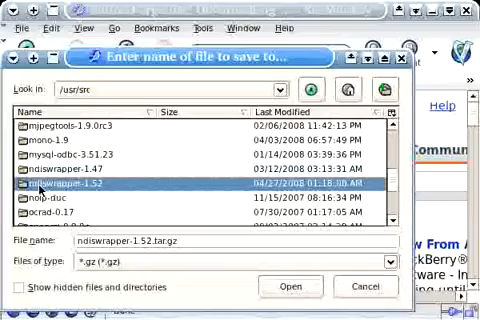 File Edit View Go Bookmarks Tools Window Help
Enter name of file to save to...
Look in: /usr/src
Name Size Last Modified
mjpegtools-1.9.0rc3 02/06/2008 11:42:13 PM
mono-1.9 04/03/2008 06:57:49 PM
mysql-odbc-3.51.23 01/14/2008 03:39:36 PM
ndiswrapper-1.47 03/12/2008 03:13:31 AM
ndiswrapper-1.52 04/27/2008 01:18:00 AM
noip-duc 11/15/2007 08:16:34 PM
ocrad-0.17 07/30/2007 01:17:05 AM
File name: ndiswrapper-1.52.tar.gz
Files of type: *.gz (*.gz)
Show hidden files and directories
Open Cancel
Help
»
Commun
w From A
ckBerry®
tware - In